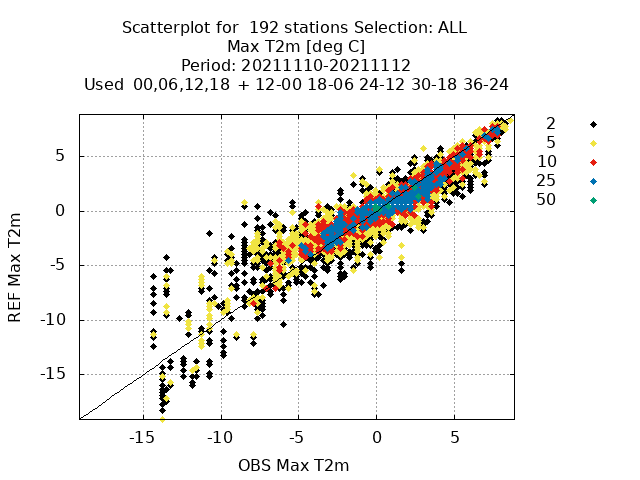 Scatterplot for  192 stations Selection: ALL
Max T2m [deg C]
Period: 20211110-20211112
Used  00,06,12,18  + 12-00 18-06 24-12 30-18 36-24
2
5
10
25
50
5
0
-5
-10
-15
REF Max T2m
-15 -10 -5 0 5
OBS Max T2m